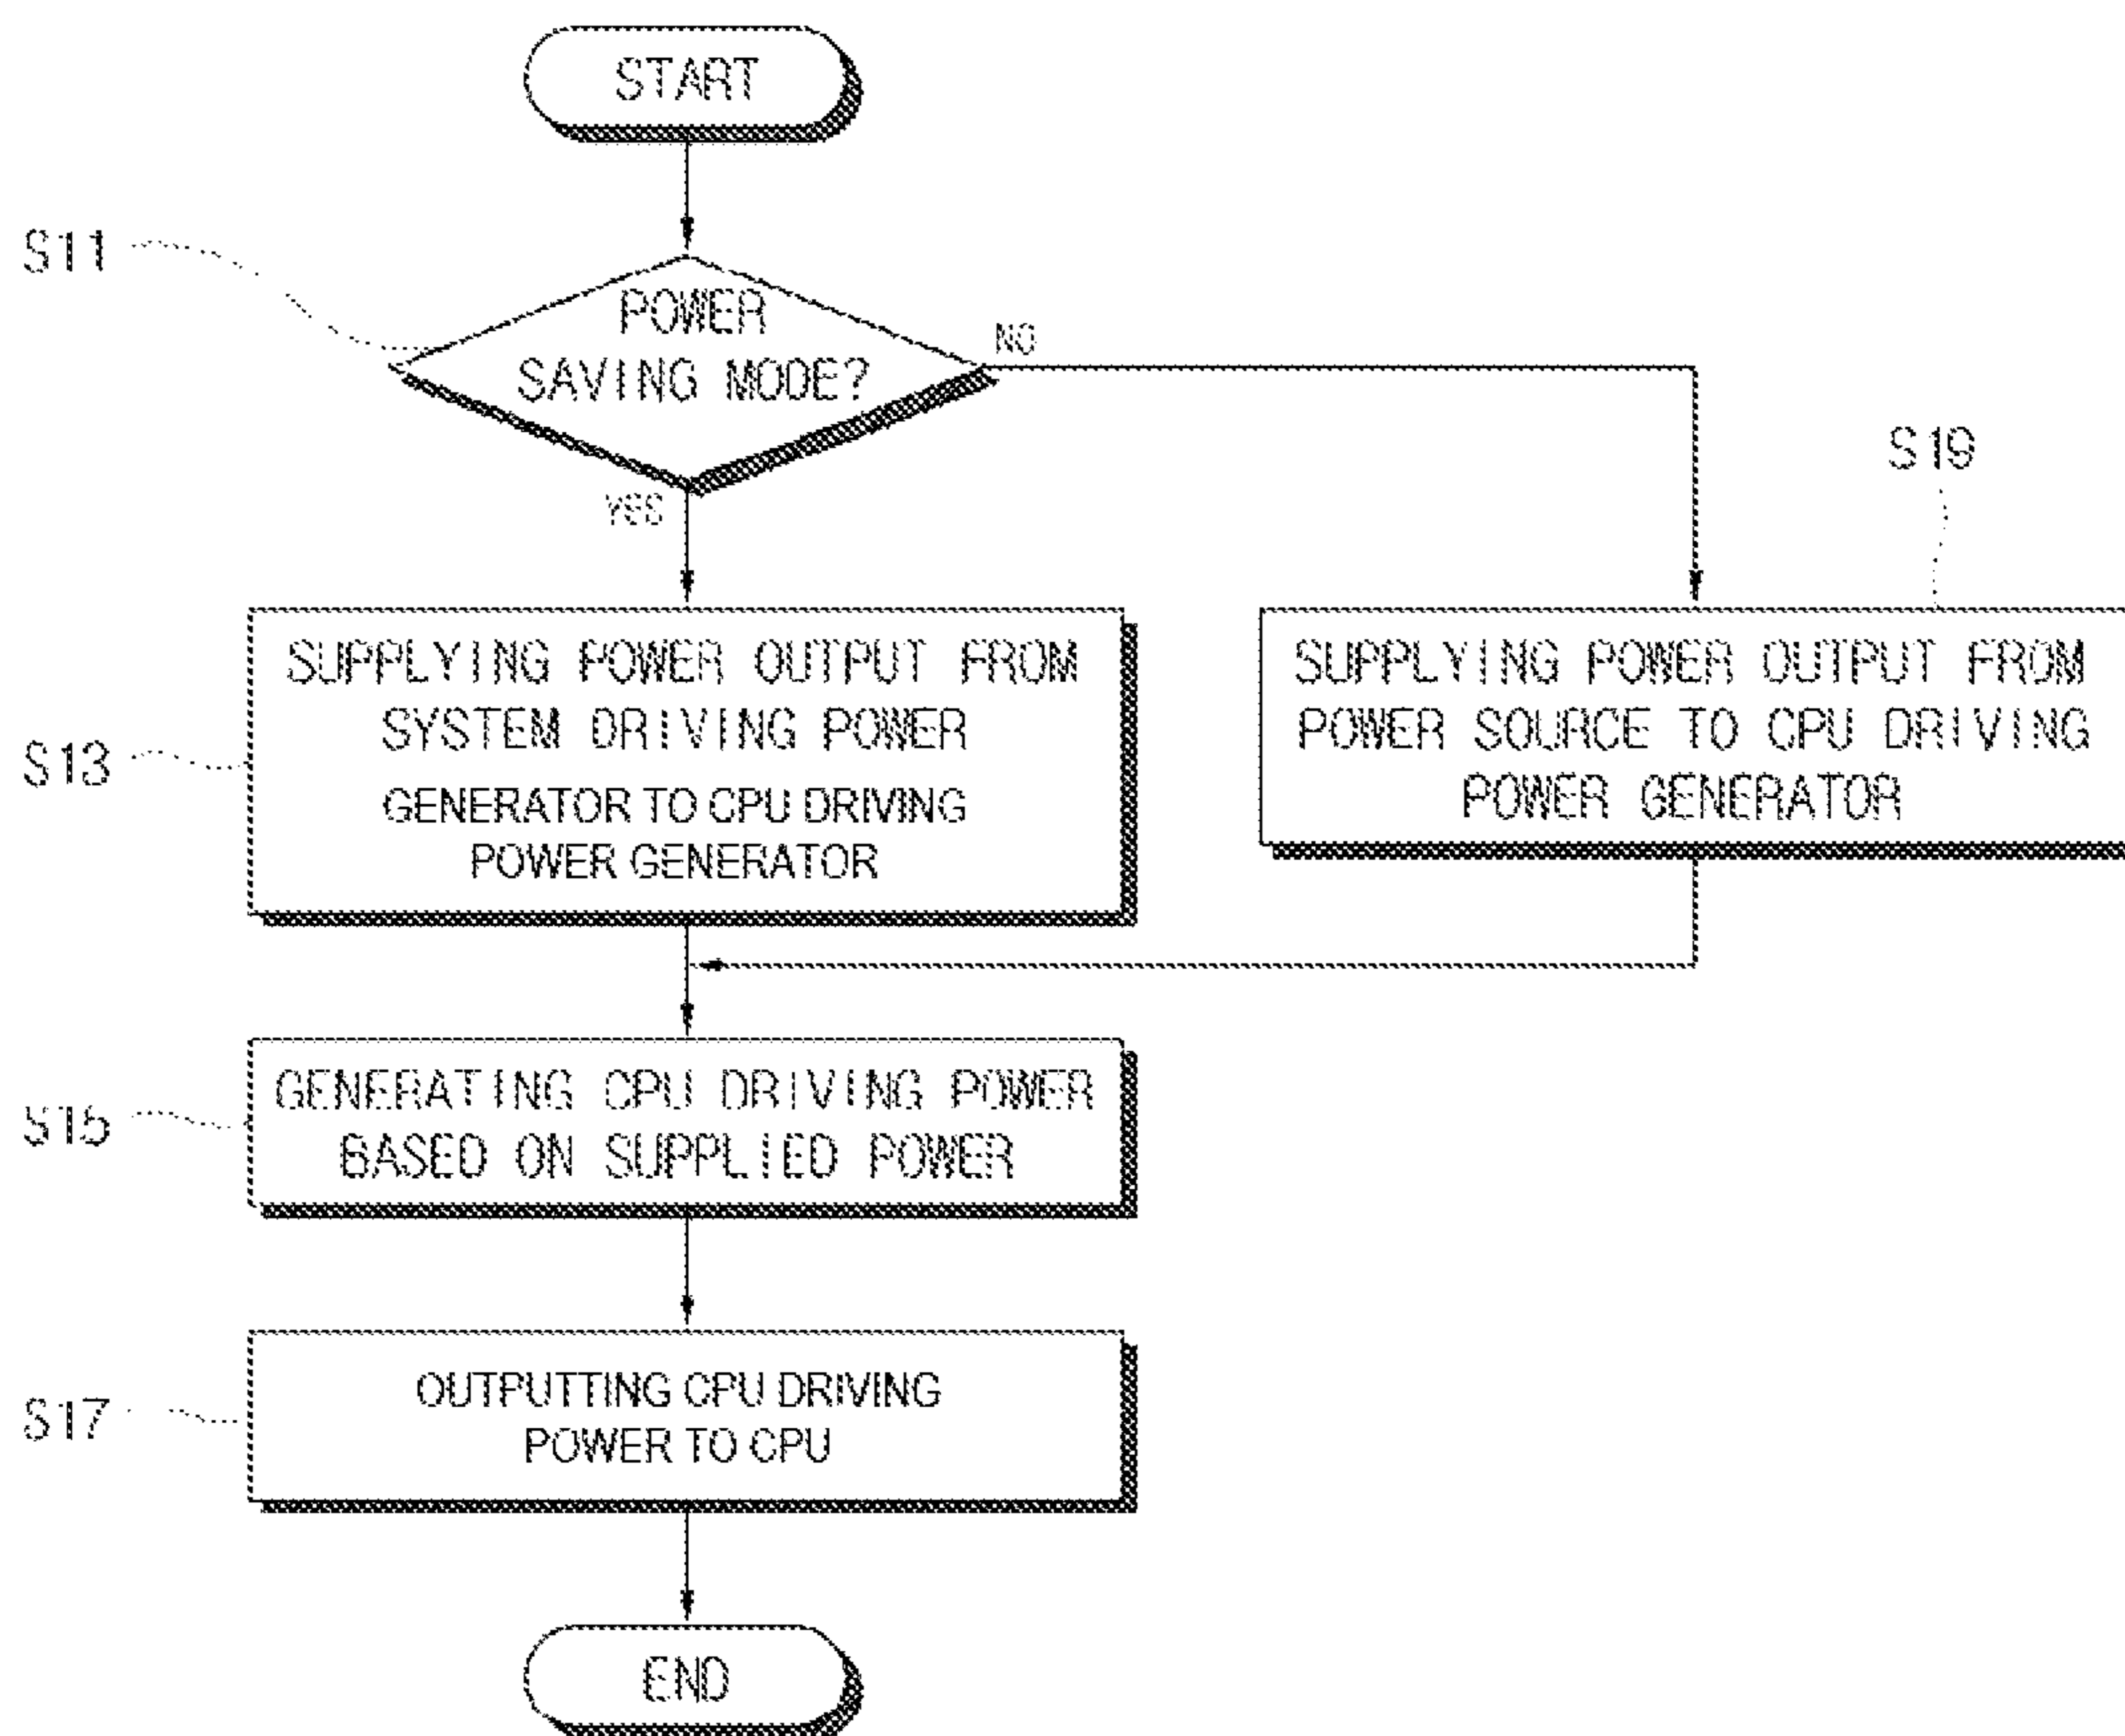 START
S11
POWER
SAVING MODE?
NO
YES
S19
S13
SUPPLYING POWER OUTPUT FROM
SYSTEM DRIVING POWER
GENERATOR TO CPU DRIVING
POWER GENERATOR
SUPPLYING POWER OUTPUT FROM
POWER SOURCE TO CPU DRIVING
POWER GENERATOR
S15
GENERATING CPU DRIVING POWER
BASED ON SUPPLIED POWER
S17
OUTPUTTING CPU DRIVING
POWER TO CPU
END